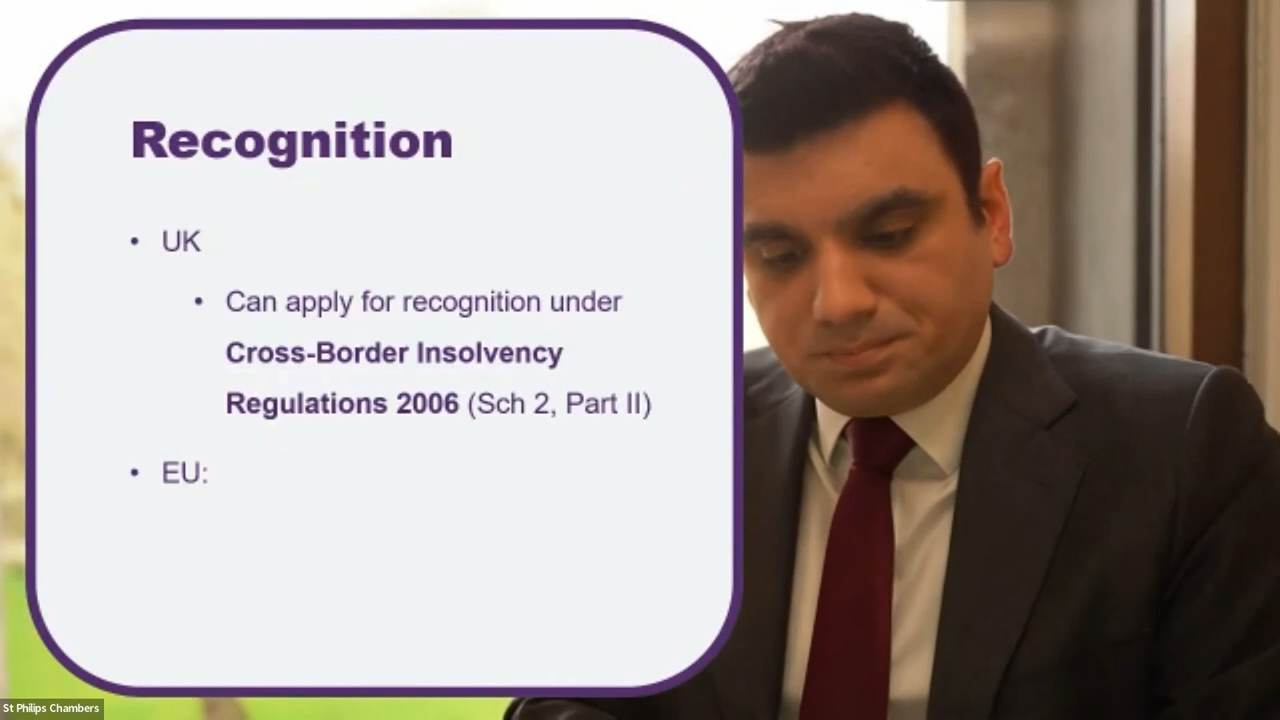 Recognition
• UK
• Can apply for recognition under
Cross-Border Insolvency
Regulations 2006 (Sch 2, Part II)
• EU:
St Philips Chambers